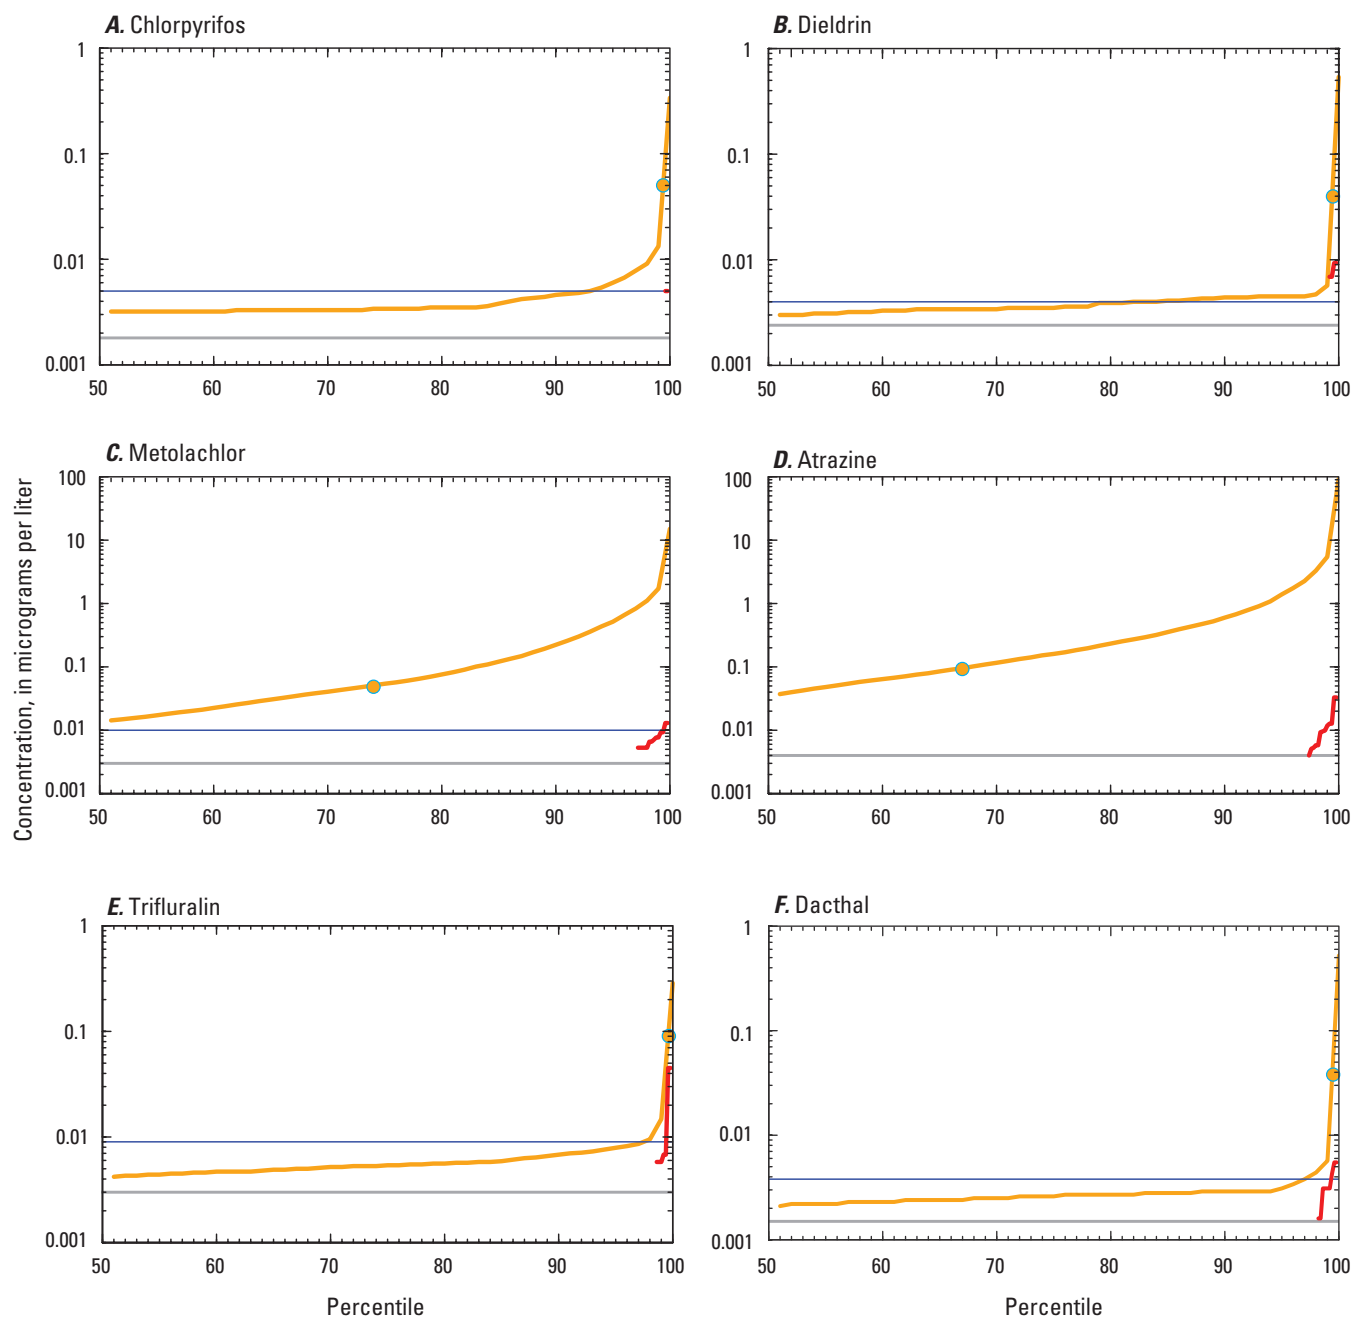 A. Chlorpyrifos
1
0.1
0.01
0.001
50 60 70 80 90 100
B. Dieldrin
1
0.1
0.01
0.001
50 60 70 80 90 100
Concentration, in micrograms per liter
C. Metolachlor
100
10
1
0.1
0.01
0.001
50 60 70 80 90 100
D. Atrazine
100
10
1
0.1
0.01
0.001
50 60 70 80 90 100
E. Trifluralin
1
0.1
0.01
0.001
50 60 70 80 90 100
Percentile
F. Dacthal
1
0.1
0.01
0.001
50 60 70 80 90 100
Percentile